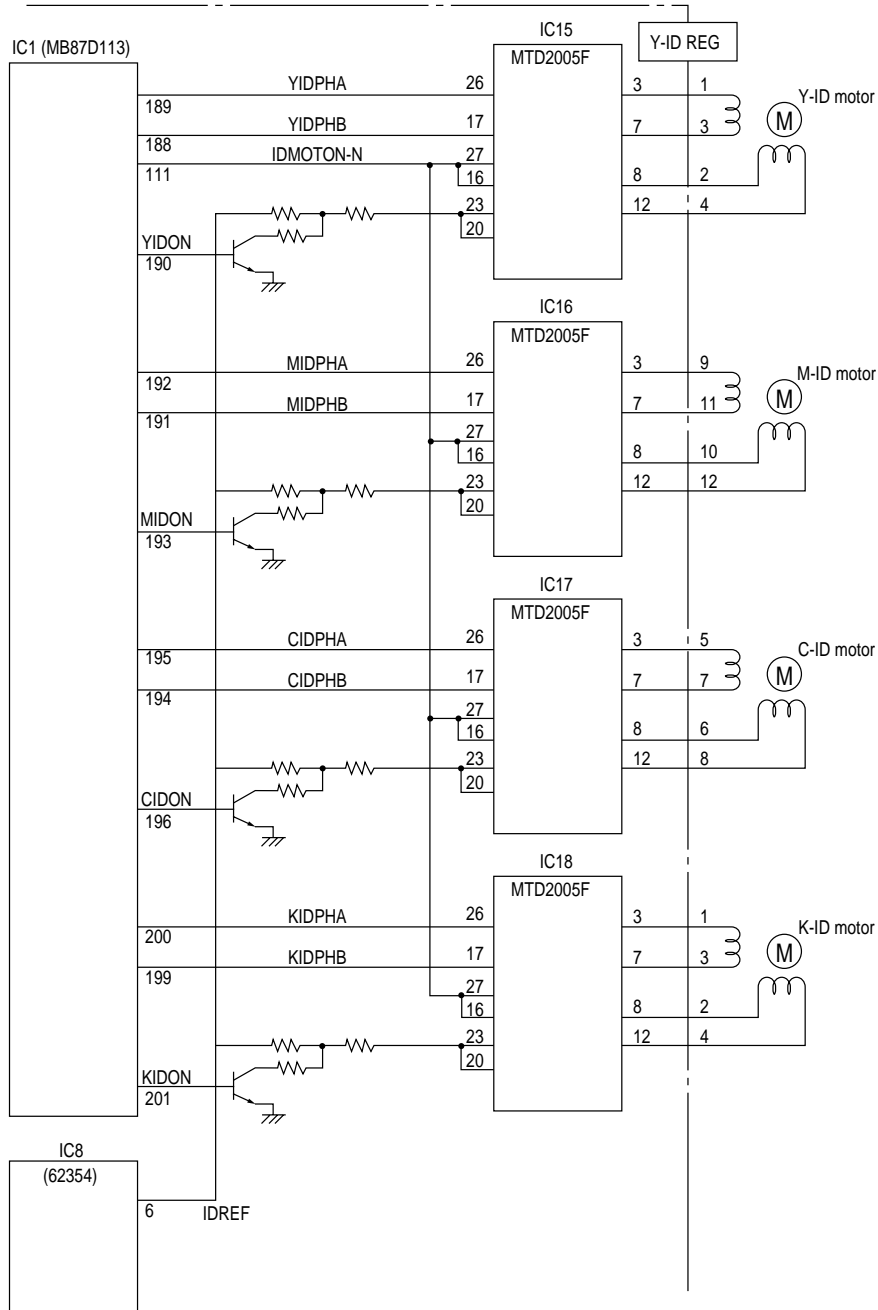 IC15
Y-ID REG
IC1 (MB87D113)
MTD2005F
YIDPHA 26 3 1
189
Y-ID motor
M
YIDPHB 17 7 3
188
IDMOTON-N 27
111
16 8 2
23 12 4
20
YIDON
190
IC16
MTD2005F
MIDPHA 26 3 9
192
M-ID motor
M
MIDPHB 17 7 11
191
27
16 8 10
23 12 12
20
MIDON
193
IC17
MTD2005F
CIDPHA 26 3 5
195
C-ID motor
M
CIDPHB 17 7 7
194
27
16 8 6
23 12 8
20
CIDON
196
IC18
MTD2005F
KIDPHA 26 3 1
200
K-ID motor
M
KIDPHB 17 7 3
199
27
16 8 2
23 12 4
20
KIDON
201
IC8
(62354)
6 IDREF